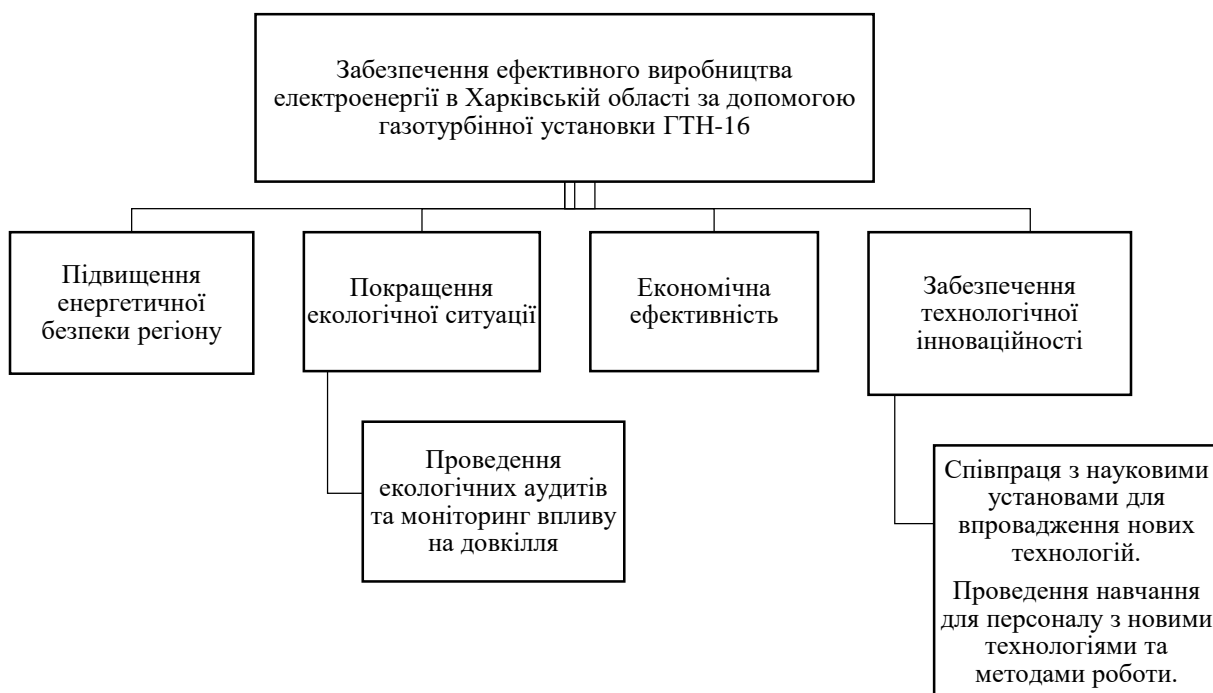 Забезпечення ефективного виробництва
електроенергії в Харківській області за допомогою
газотурбінної установки ГТН-16
Підвищення
енергетичної
безпеки регіону
Покращення
екологічної ситуації
Економічна
ефективність
Забезпечення
технологічної
інноваційності
Проведення
екологічних аудитів
та моніторинг впливу
на довкілля
Співпраця з науковими
установами для
впровадження нових
технологій.
Проведення навчання
для персоналу з новими
технологіями та
методами роботи.